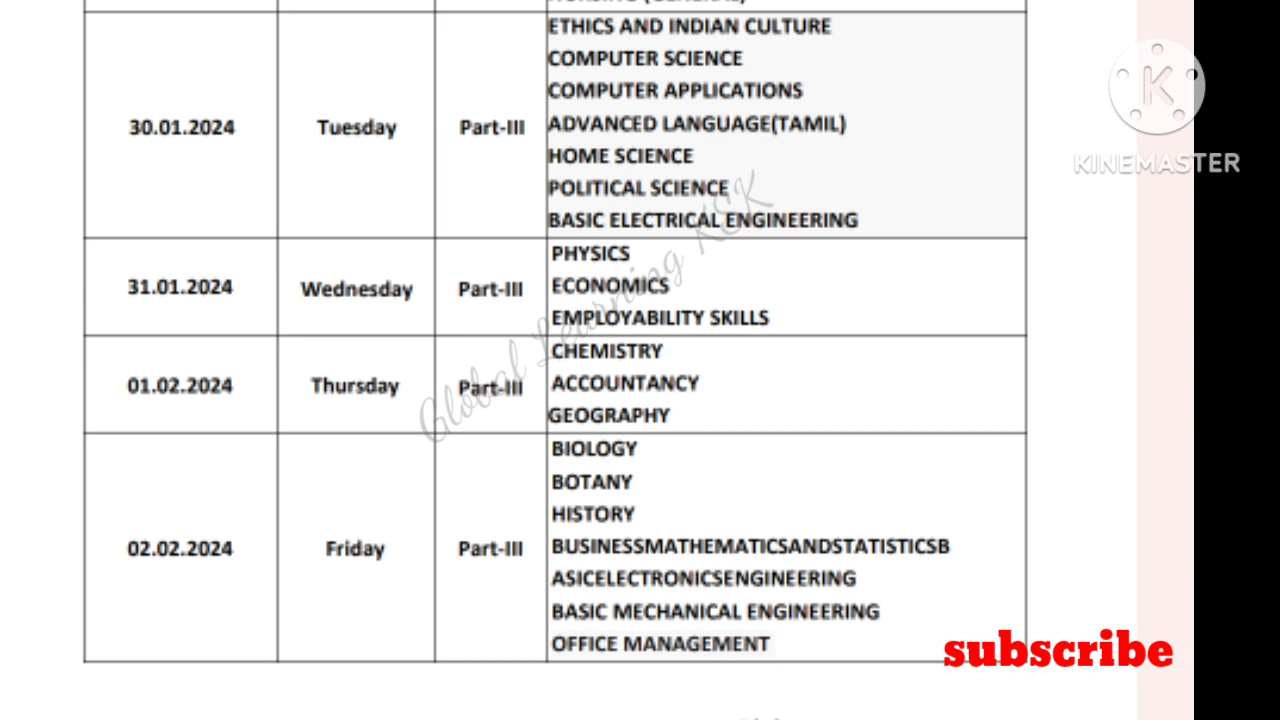 ETHICS AND INDIAN CULTURE
COMPUTER SCIENCE
COMPUTER APPLICATIONS
30.01.2024 Tuesday Part-III ADVANCED LANGUAGE(TAMIL)
HOME SCIENCE
POLITICAL SCIENCE
BASIC ELECTRICAL ENGINEERING
PHYSICS
31.01.2024 Wednesday Part-III ECONOMICS
EMPLOYABILITY SKILLS
CHEMISTRY
01.02.2024 Thursday Part-III ACCOUNTANCY
GEOGRAPHY
BIOLOGY
BOTANY
HISTORY
02.02.2024 Friday Part-III BUSINESSMATHEMATICSANDSTATISTICSB
ASICELECTRONICSENGINEERING
BASIC MECHANICAL ENGINEERING
OFFICE MANAGEMENT
Global Learning KSK
K
KINEMASTER
subscribe